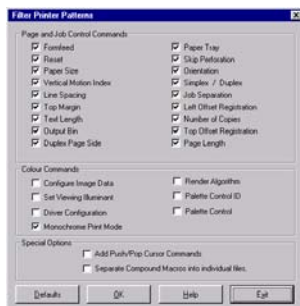 Filter Printer Patterns
Page and Job Control Commands
Formfeed
Reset
Paper Size
Vertical Motion Index
Line Spacing
Top Margin
Text Length
Output Bin
Duplex Page Side
Paper Tray
Skip Perforation
Orientation
Simplex / Duplex
Job Separation
Left Offset Registration
Number of Copies
Top Offset Registration
Page Length
Colour Commands
Configure Image Data
Set Viewing Illuminant
Driver Configuration
Monochrome Print Mode
Render Algorithm
Palette Control ID
Palette Control
Special Options
Add Push/Pop Cursor Commands
Separate Compound Macros into individual files.
Defaults
OK
Help
Exit